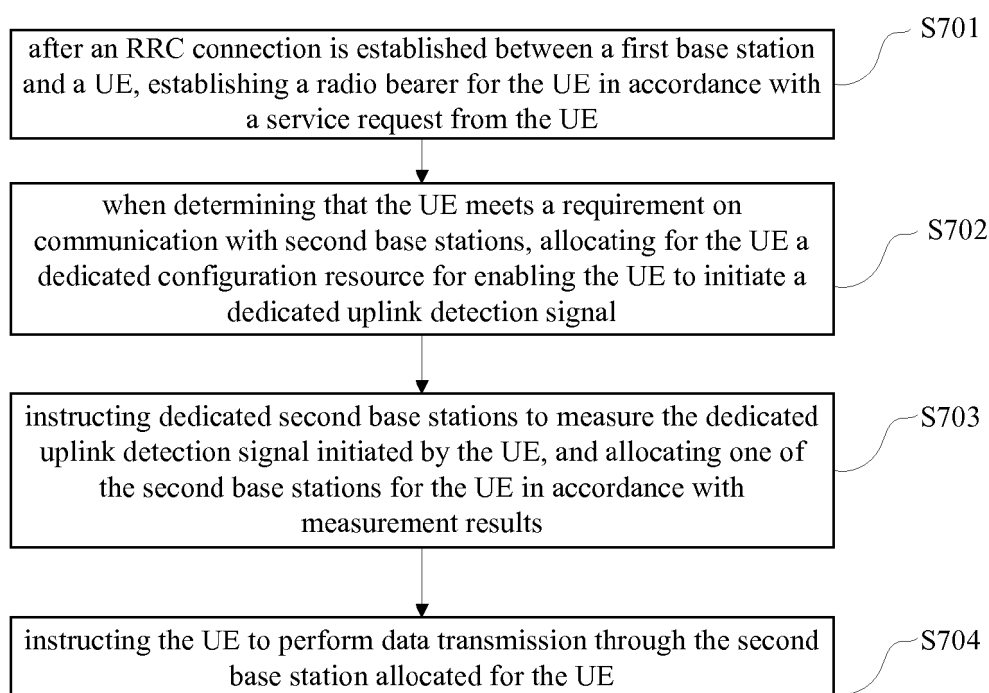 after an RRC connection is established between a first base station
and a UE, establishing a radio bearer for the UE in accordance with
a service request from the UE
S701
when determining that the UE meets a requirement on
communication with second base stations, allocating for the UE a
dedicated configuration resource for enabling the UE to initiate a
dedicated uplink detection signal
S702
instructing dedicated second base stations to measure the dedicated
uplink detection signal initiated by the UE, and allocating one of
the second base stations for the UE in accordance with
measurement results
S703
instructing the UE to perform data transmission through the second
base station allocated for the UE
S704